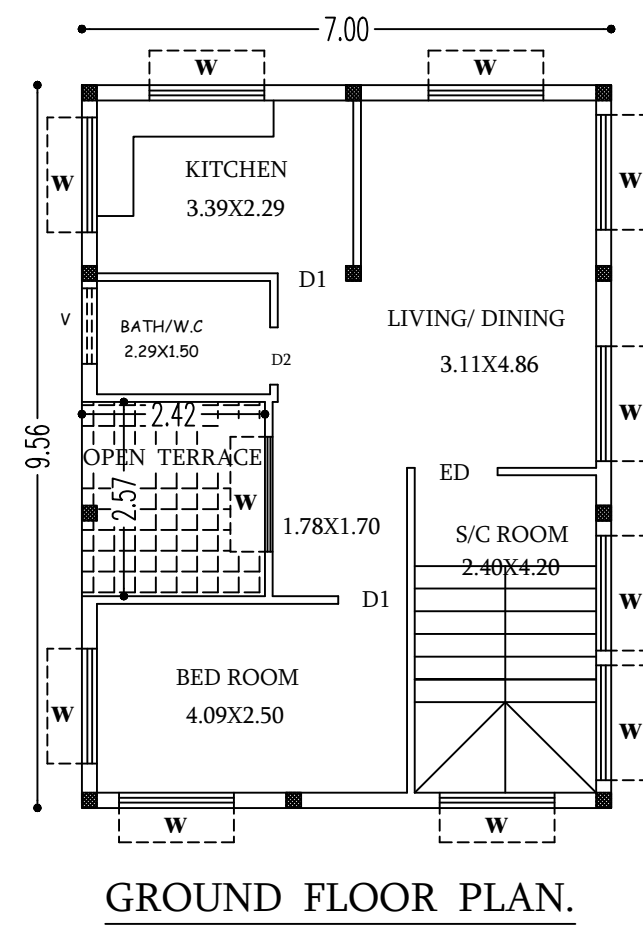 7.00
W
W
W
KITCHEN
3.39X2.29
W
D1
V
BATH/W.C
2.29X1.50
LIVING/ DINING
3.11X4.86
D2
W
9.56
2.42
OPEN TERRACE
2.57
W
ED
1.78X1.70
S/C ROOM
2.40X4.20
D1
W
BED ROOM
4.09X2.50
W
W
W
W
GROUND FLOOR PLAN.